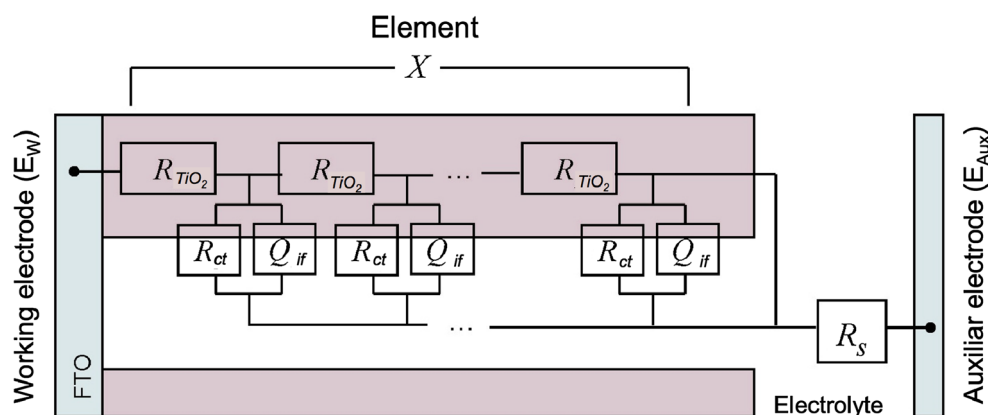 Element
X
Working electrode (E_W)
FTO
R_TiO2 R_TiO2 ... R_TiO2
R_ct Q_if R_ct Q_if R_ct Q_if
...
R_s
Electrolyte
Auxiliar electrode (E_Aux)